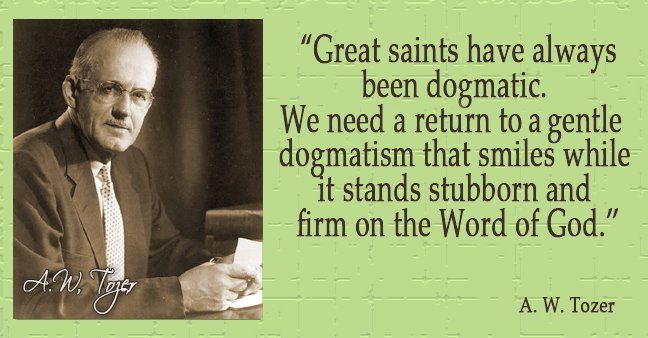 “Great saints have always
been dogmatic.
We need a return to a gentle
dogmatism that smiles while
it stands stubborn and
firm on the Word of God.”
A.W, Tozer
A. W. Tozer